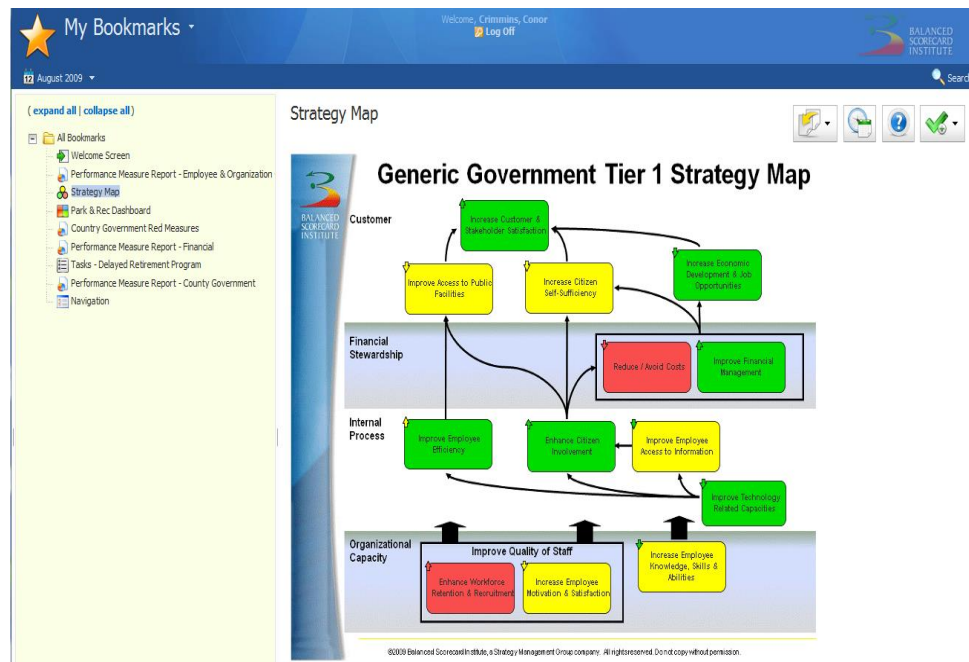 My Bookmarks
Welcome, Crimmins, Conor
Log Off
BALANCED
SCORECARD
INSTITUTE
12 August 2009
Search
(expand all | collapse all)
All Bookmarks
Welcome Screen
Performance Measure Report - Employee & Organization
Strategy Map
Park & Rec Dashboard
Country Government Red Measures
Performance Measure Report - Financial
Tasks - Delayed Retirement Program
Performance Measure Report - County Government
Navigation
Strategy Map
BALANCED
SCORECARD
INSTITUTE
Generic Government Tier 1 Strategy Map
Customer
Increase Customer &
Stakeholder Satisfaction
Improve Access to Public
Facilities
Increase Citizen
Self-Sufficiency
Increase Economic
Development & Job
Opportunities
Financial
Stewardship
Reduce / Avoid Costs
Improve Financial
Management
Internal
Process
Improve Employee
Efficiency
Enhance Citizen
Involvement
Improve Employee
Access to Information
Improve Technology
Related Capacities
Organizational
Capacity
Improve Quality of Staff
Enhance Workforce
Retention & Recruitment
Increase Employee
Motivation & Satisfaction
Increase Employee
Knowledge, Skills &
Abilities
©2009 Balanced Scorecard Institute, a Strategy Management Group company. All rights reserved. Do not copy without permission.